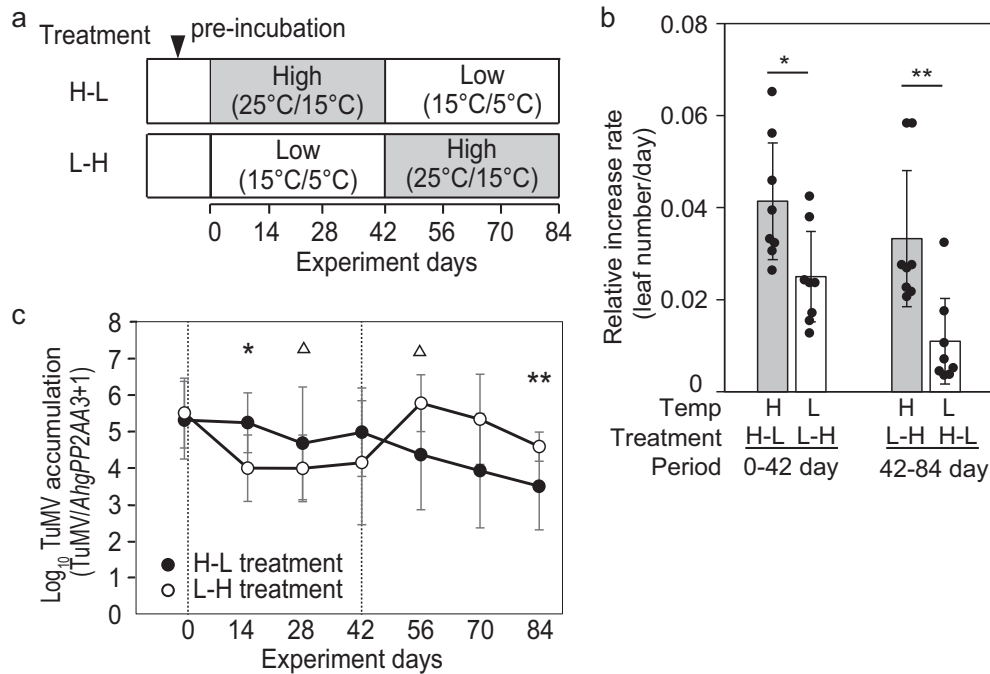 a
Treatment
pre-incubation
H-L
High
(25°C/15°C)
Low
(15°C/5°C)
L-H
Low
(15°C/5°C)
High
(25°C/15°C)
0 14 28 42 56 70 84
Experiment days
b
Relative increase rate
(leaf number/day)
0.08
0.06
0.04
0.02
0
*
**
Temp H L H L
Treatment H-L L-H L-H H-L
Period 0-42 day 42-84 day
c
Log10 TuMV accumulation
(TuMV/AhgPP2AA3+1)
8
7
6
5
4
3
2
1
0
* △ △ **
H-L treatment
L-H treatment
0 14 28 42 56 70 84
Experiment days